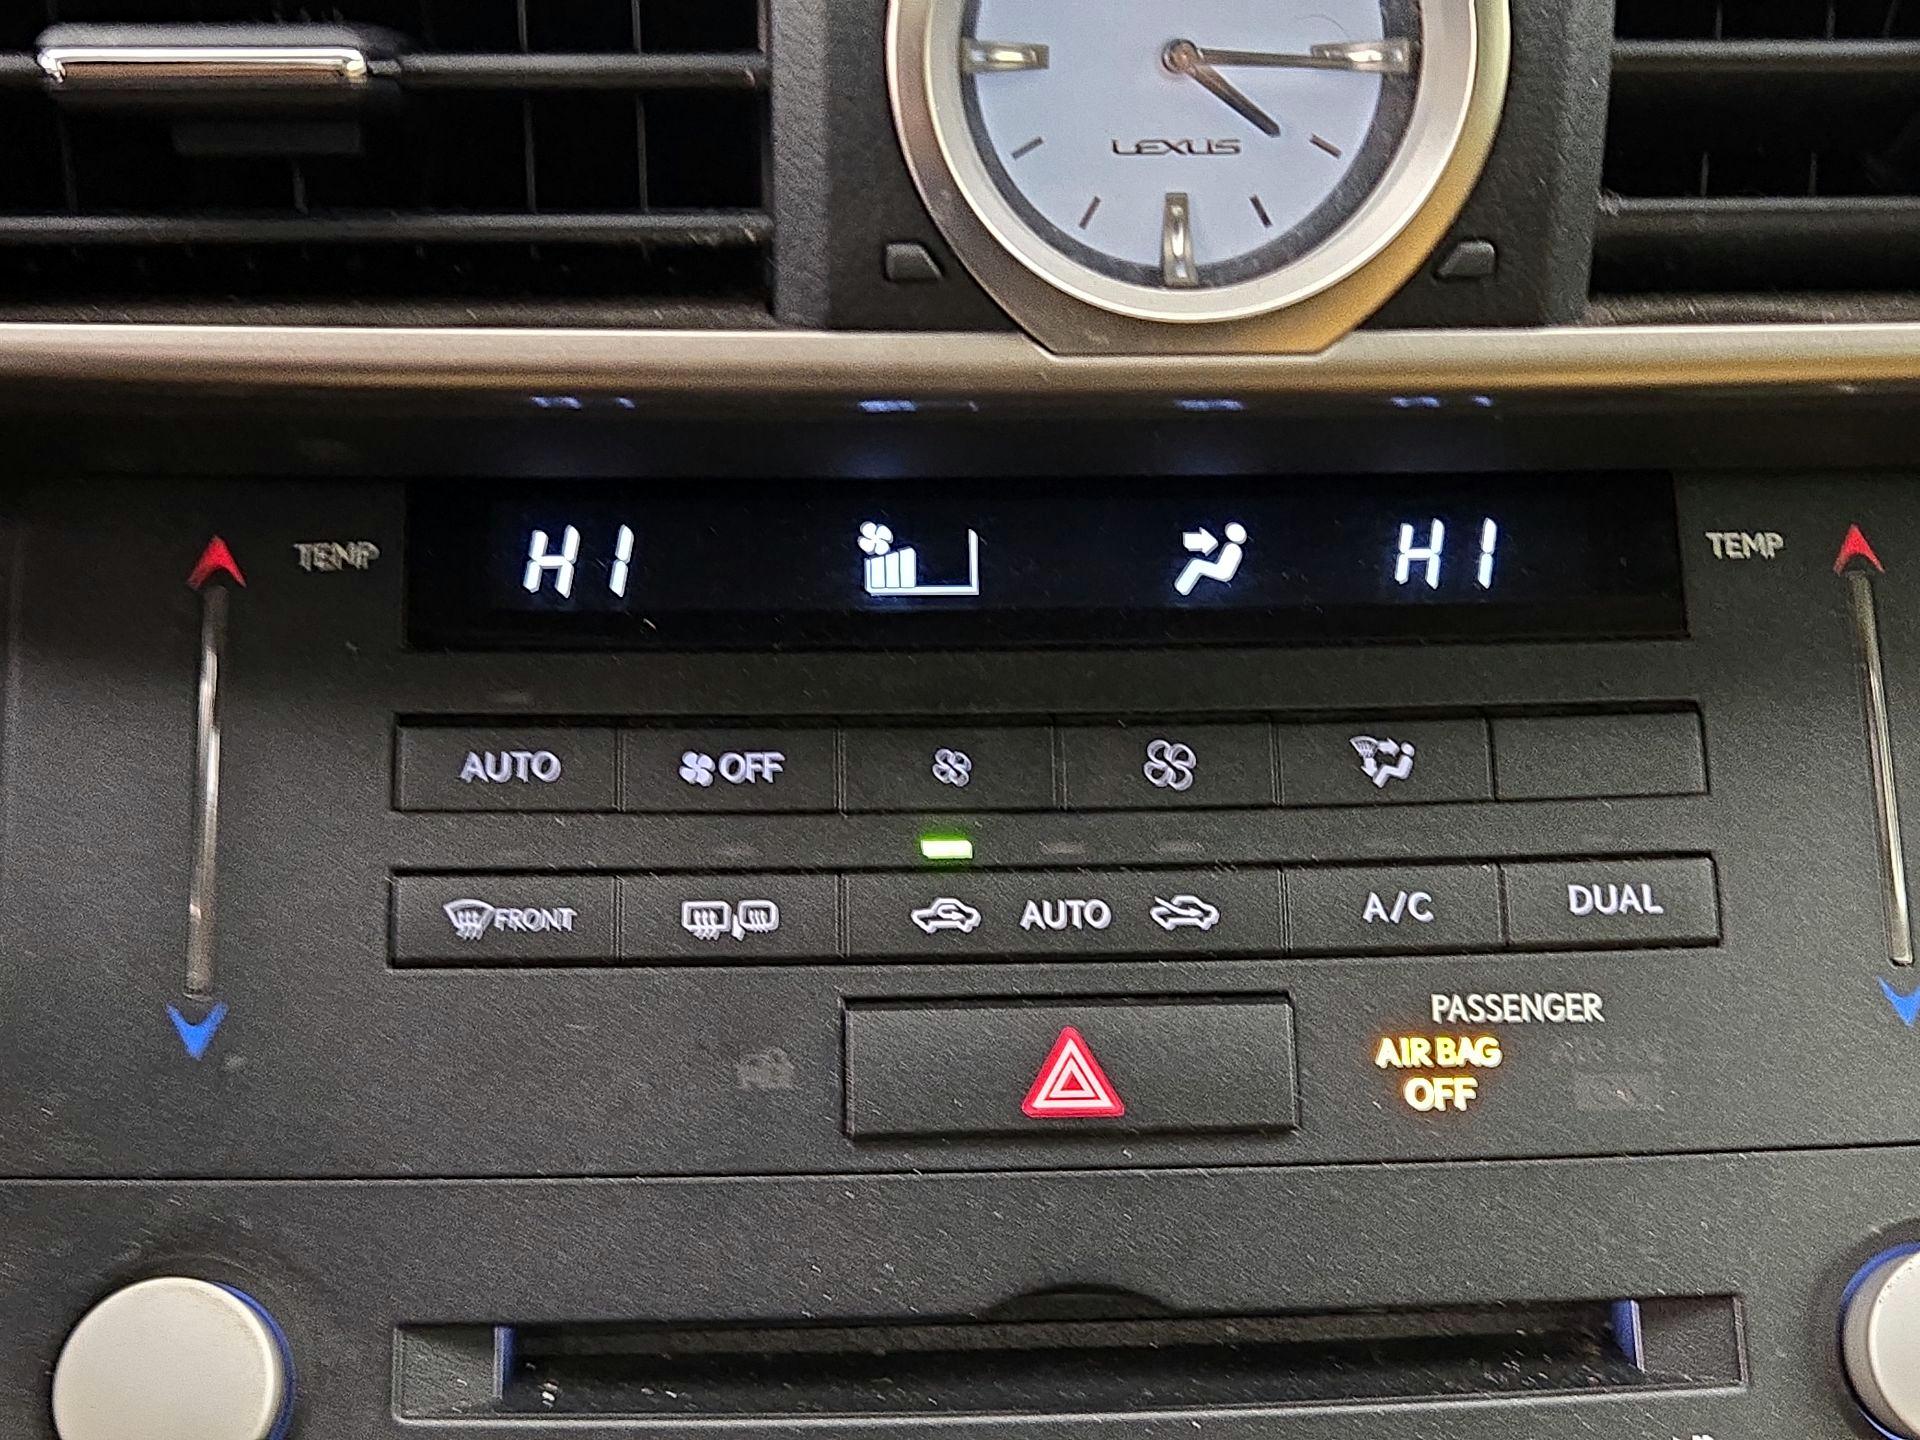 LEXUS
TEMP HI HI TEMP
AUTO OFF
FRONT AUTO A/C DUAL
PASSENGER
AIR BAG
OFF